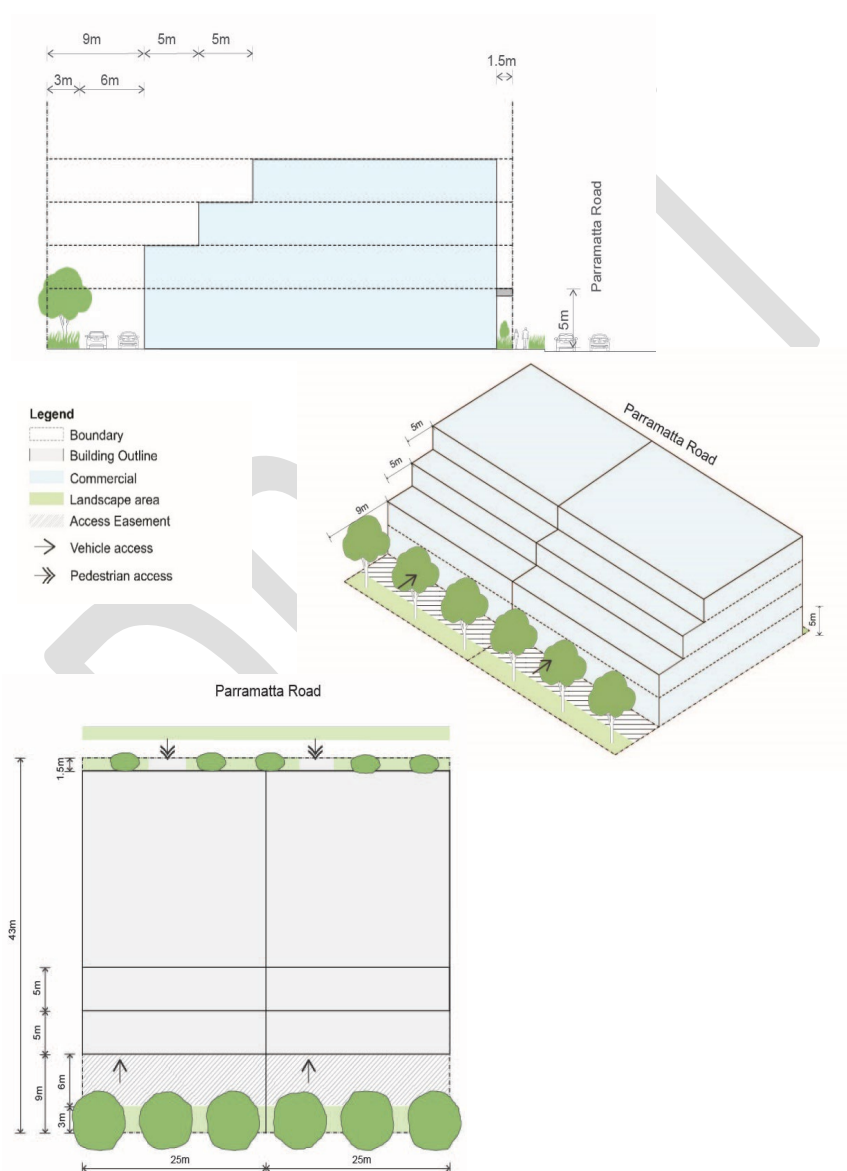 9m 5m 5m
1.5m
3m 6m
Parramatta Road
5m
Legend
Boundary
Building Outline
Commercial
Landscape area
Access Easement
Vehicle access
Pedestrian access
Parramatta Road
5m
5m
9m
5m
Parramatta Road
1.5m
43m
5m
5m
9m
6m
3m
25m 25m